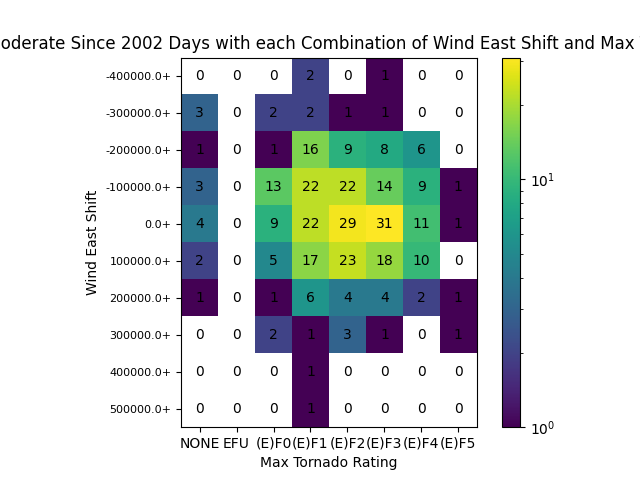 oderate Since 2002 Days with each Combination of Wind East Shift and Max
-400000.0+ 0 0 0 2 0 1 0 0
-300000.0+ 3 0 2 2 1 1 0 0
-200000.0+ 1 0 1 16 9 8 6 0
-100000.0+ 3 0 13 22 22 14 9 1
0.0+ 4 0 9 22 29 31 11 1
100000.0+ 2 0 5 17 23 18 10 0
200000.0+ 1 0 1 6 4 4 2 1
300000.0+ 0 0 2 1 3 1 0 1
400000.0+ 0 0 0 1 0 0 0 0
500000.0+ 0 0 0 1 0 0 0 0
NONE EFU (E)F0 (E)F1 (E)F2 (E)F3 (E)F4 (E)F5
Max Tornado Rating
Wind East Shift
10¹
10⁰